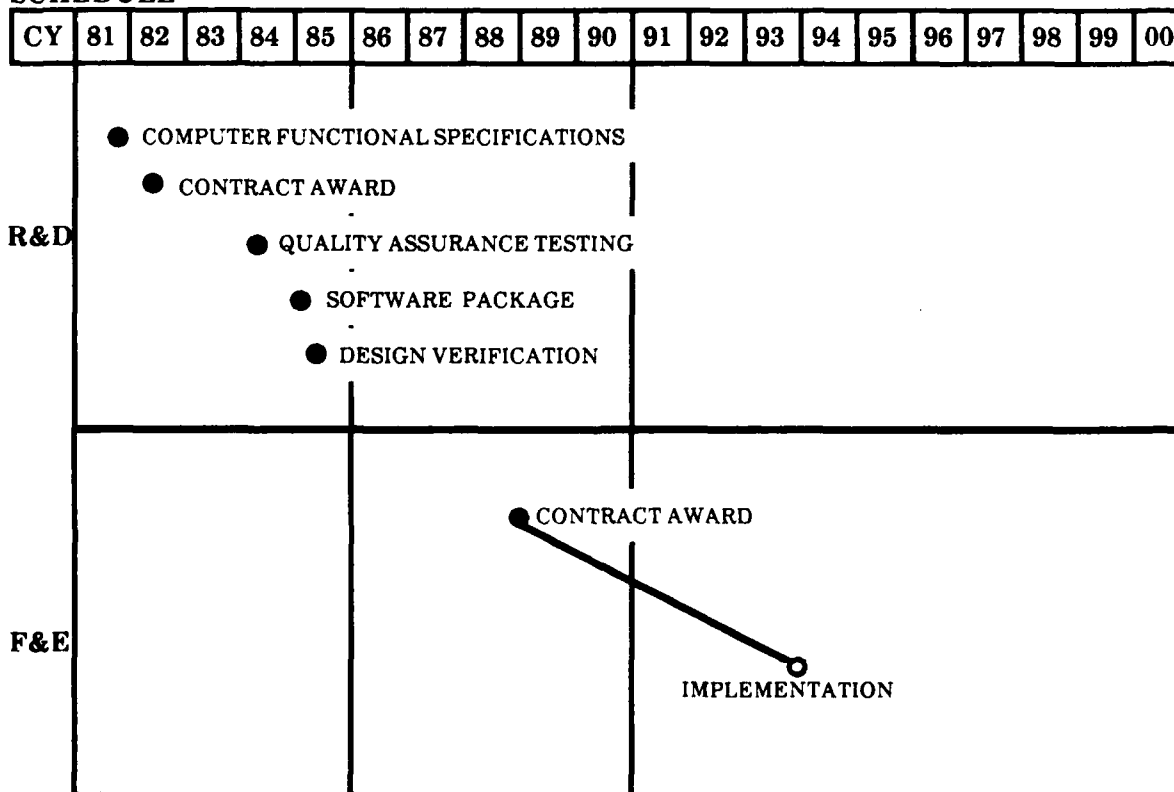 SCHEDULE
CY 81 82 83 84 85 86 87 88 89 90 91 92 93 94 95 96 97 98 99 00
COMPUTER FUNCTIONAL SPECIFICATIONS
CONTRACT AWARD
R&D
QUALITY ASSURANCE TESTING
SOFTWARE PACKAGE
DESIGN VERIFICATION
CONTRACT AWARD
F&E
IMPLEMENTATION